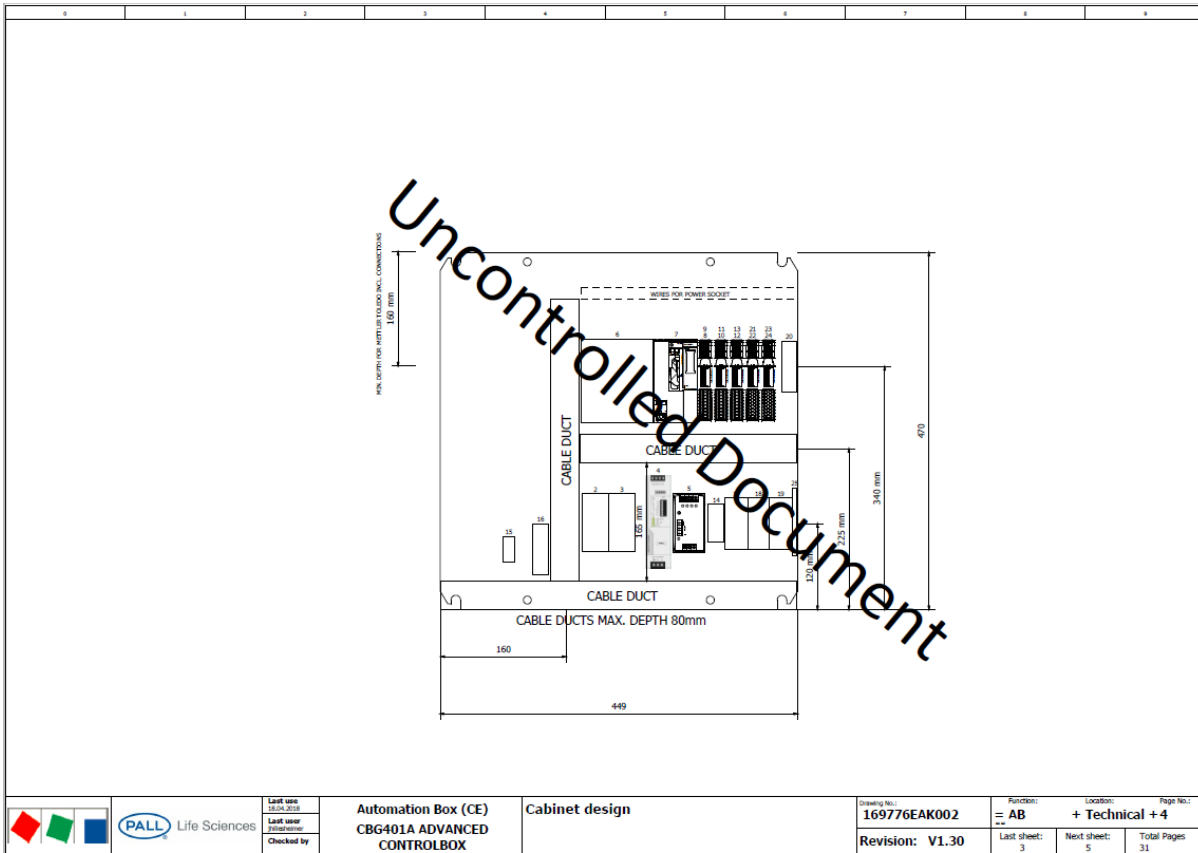 0 1 2 3 4 5 6 7 8 9
Uncontrolled Document
MIN. DEPTH FOR METTLER TOLEDO INCL. CONNECTIONS
160 mm
WIRES FOR POWER SOCKET
6 7 9 11 13 21 23 20
8 10 12 22 24
CABLE DUCT
CABLE DUCT
470
340 mm
225 mm
120 mm
165 mm
2 3 4 5 14 18 19
15 16
CABLE DUCT
CABLE DUCTS MAX. DEPTH 80mm
160
449
PALL Life Sciences
Last use
18.04.2018
Last user
Checked by
Automation Box (CE)
CBG401A ADVANCED
CONTROLBOX
Cabinet design
Drawing No.:
169776EAK002
Revision: V1.30
Function: Location: Page No.:
= AB + Technical + 4
Last sheet: Next sheet: Total Pages
3 5 31